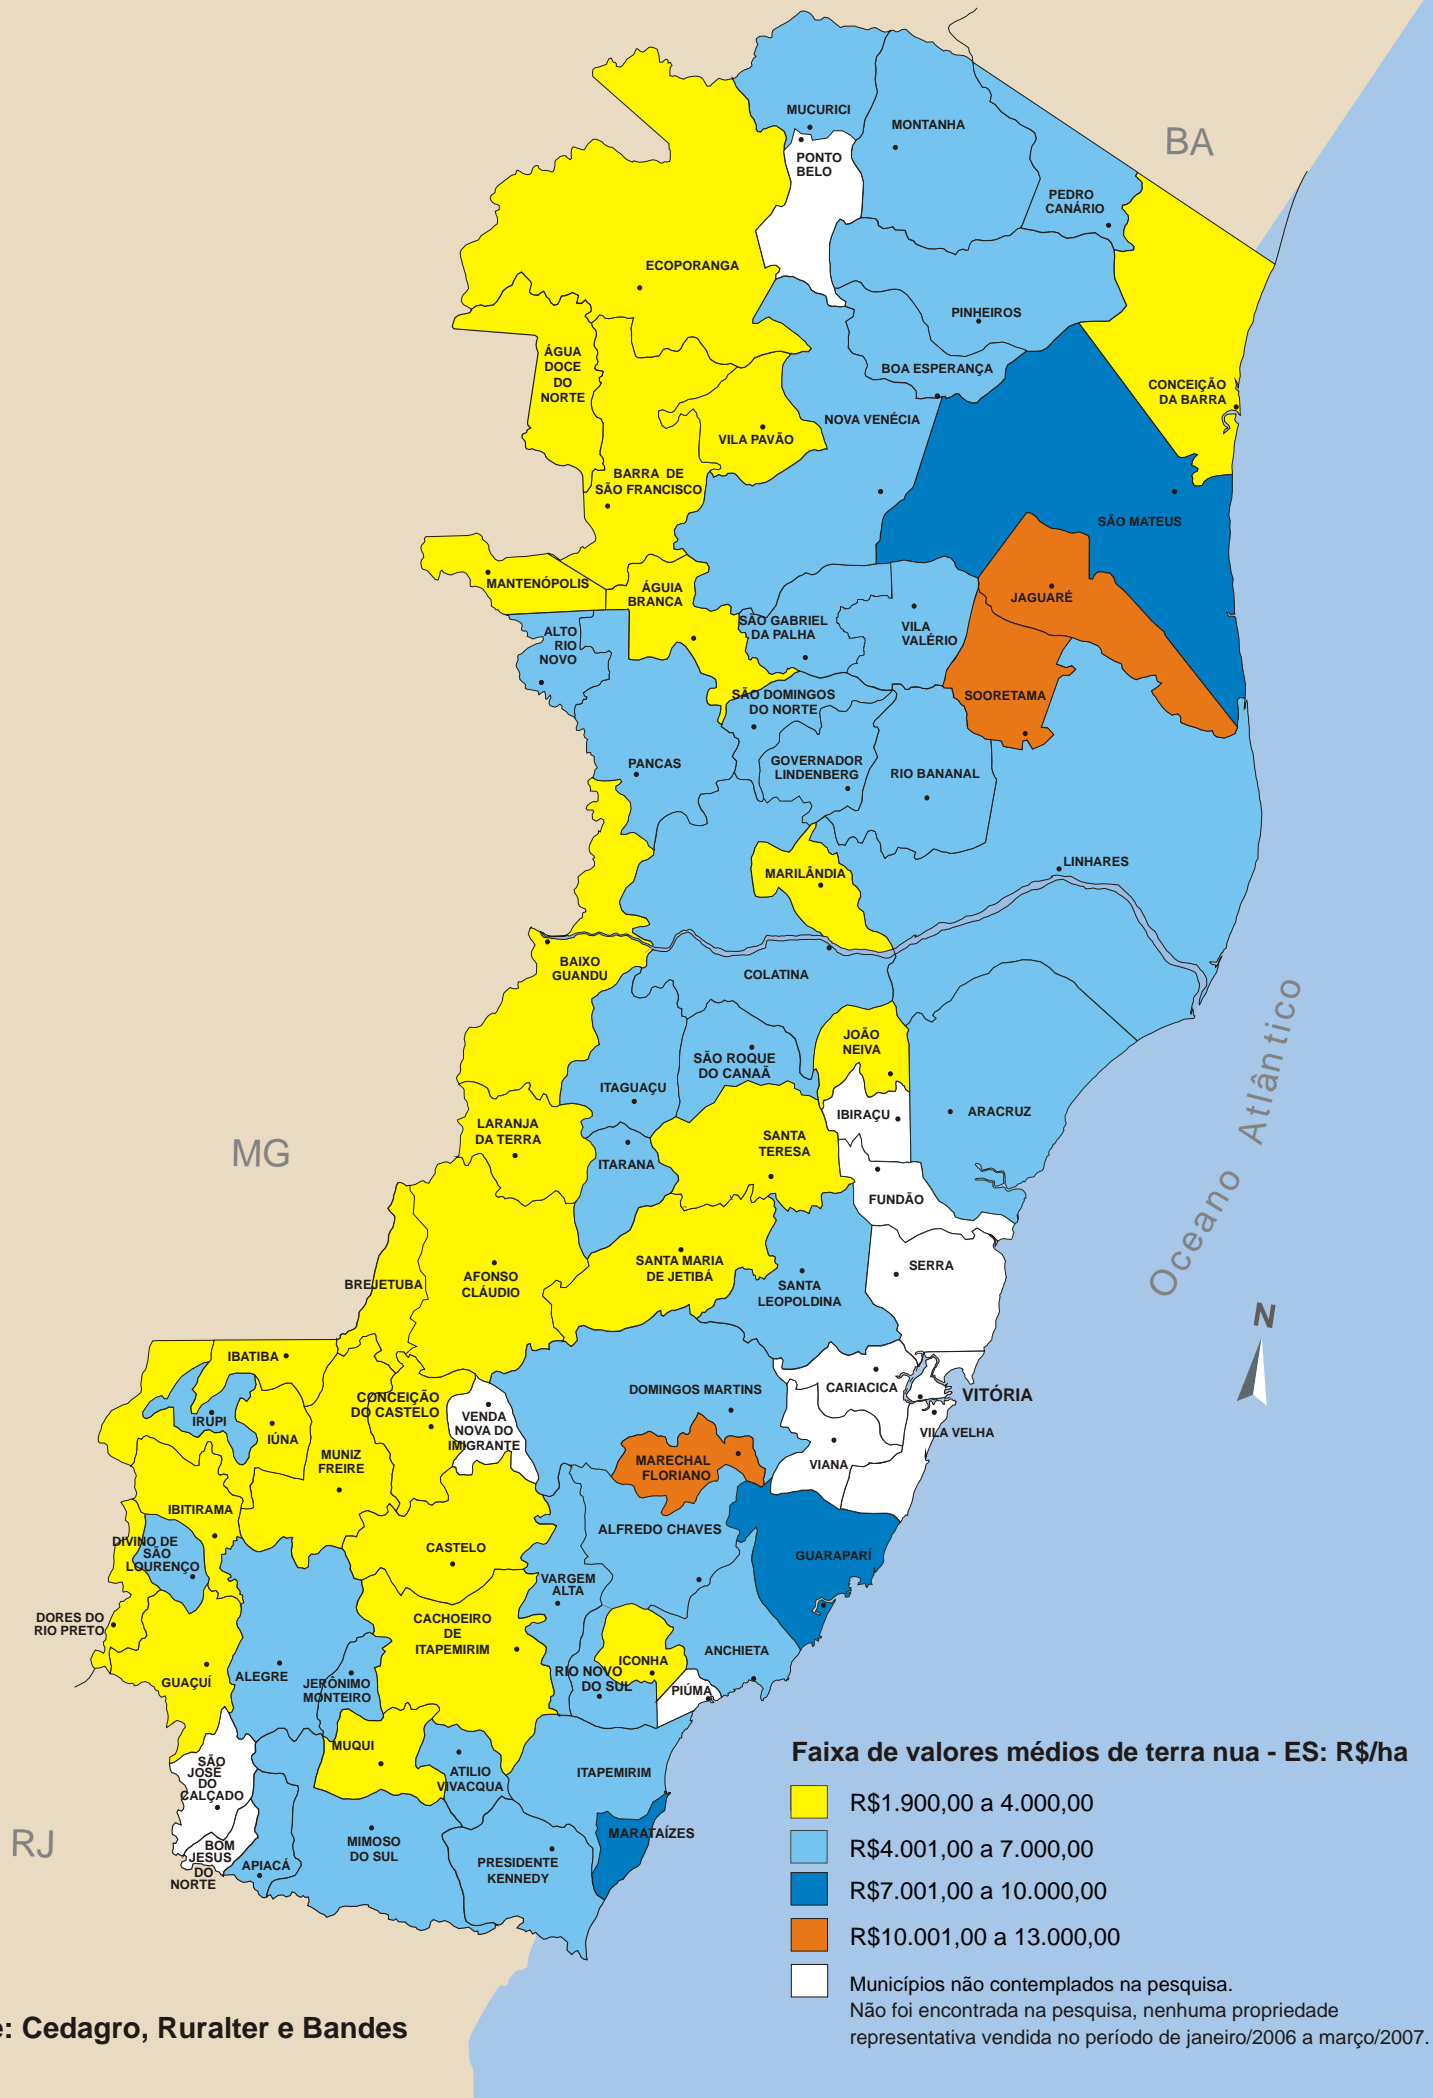 MUCURICI
MONTANHA
BA
PONTO
BELO
PEDRO
CANÁRIO
ECOPORANGA
PINHEIROS
ÁGUA
DOCE
DO
NORTE
BOA ESPERANÇA
CONCEIÇÃO
DA BARRA
NOVA VENÉCIA
VILA PAVÃO
BARRA DE
SÃO FRANCISCO
SÃO MATEUS
MANTENÓPOLIS
ÁGUIA
BRANCA
JAGUARÉ
SÃO GABRIEL
DA PALHA
VILA
VALÉRIO
ALTO
RIO
NOVO
SÃO DOMINGOS
DO NORTE
SOORETAMA
PANCAS
GOVERNADOR
LINDENBERG
RIO BANANAL
LINHARES
MARILÂNDIA
BAIXO
GUANDU
COLATINA
Oceano Atlântico
JOÃO
NEIVA
SÃO ROQUE
DO CANAÃ
ITAGUAÇU
IBIRAÇU
ARACRUZ
LARANJA
DA TERRA
SANTA
TERESA
MG
ITARANA
FUNDÃO
SANTA MARIA
DE JETIBÁ
SERRA
BREJETUBA
AFONSO
CLÁUDIO
SANTA
LEOPOLDINA
N
IBATIBA
CONCEIÇÃO
DO CASTELO
DOMINGOS MARTINS
CARIACICA
VITÓRIA
IRUPI
VENDA
NOVA DO
IMIGRANTE
VILA VELHA
IÚNA
MUNIZ
FREIRE
MARECHAL
FLORIANO
VIANA
IBITIRAMA
ALFREDO CHAVES
DIVINO DE
SÃO
LOURENÇO
CASTELO
GUARAPARÍ
VARGEM
ALTA
DORES DO
RIO PRETO
CACHOEIRO
DE
ITAPEMIRIM
ANCHIETA
ICONHA
GUAÇUÍ
ALEGRE
JERÔNIMO
MONTEIRO
RIO NOVO
DO SUL
PIÚMA
MUQUI
SÃO
JOSÉ
DO
CALÇADO
ATILIO
VIVACQUA
ITAPEMIRIM
MARATAÍZES
RJ
BOM
JESUS
DO
NORTE
APIACÁ
MIMOSO
DO SUL
PRESIDENTE
KENNEDY
Faixa de valores médios de terra nua - ES: R$/ha
R$1.900,00 a 4.000,00
R$4.001,00 a 7.000,00
R$7.001,00 a 10.000,00
R$10.001,00 a 13.000,00
Municípios não contemplados na pesquisa.
Não foi encontrada na pesquisa, nenhuma propriedade
representativa vendida no período de janeiro/2006 a março/2007.
e: Cedagro, Ruralter e Bandes